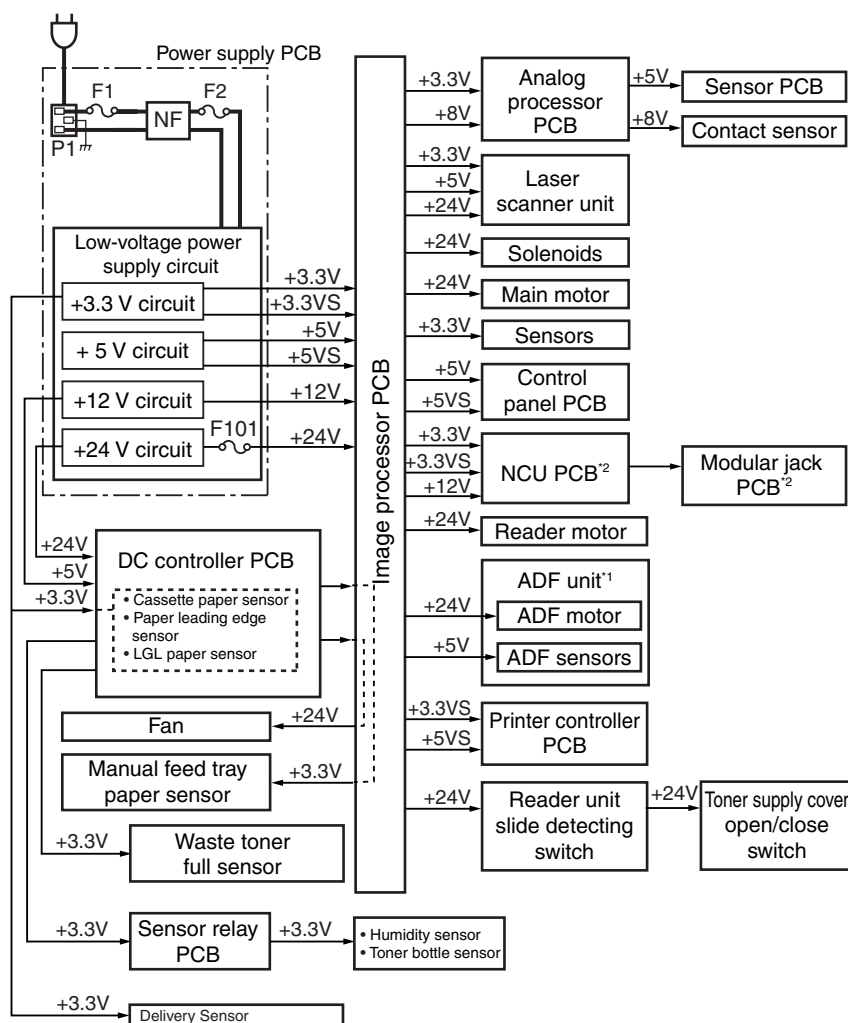 Power supply PCB
F1
F2
NF
P1
Low-voltage power
supply circuit
+3.3 V circuit
+ 5 V circuit
+12 V circuit
+24 V circuit
F101
+3.3V
+3.3VS
+5V
+5VS
+12V
+24V
+24V
+5V
+3.3V
DC controller PCB
• Cassette paper sensor
• Paper leading edge
sensor
• LGL paper sensor
Fan
+24V
Manual feed tray
paper sensor
+3.3V
+3.3V
Waste toner
full sensor
+3.3V
Sensor relay
PCB
+3.3V
• Humidity sensor
• Toner bottle sensor
+3.3V
Delivery Sensor
Image processor PCB
+3.3V
+8V
Analog
processor
PCB
+5V
Sensor PCB
+8V
Contact sensor
+3.3V
+5V
+24V
Laser
scanner unit
+24V
Solenoids
+24V
Main motor
+3.3V
Sensors
+5V
+5VS
Control
panel PCB
+3.3V
+3.3VS
+12V
NCU PCB*2
Modular jack
PCB*2
+24V
Reader motor
ADF unit*1
+24V
ADF motor
+5V
ADF sensors
+3.3VS
+5VS
Printer controller
PCB
+24V
Reader unit
slide detecting
switch
+24V
Toner supply cover
open/close
switch